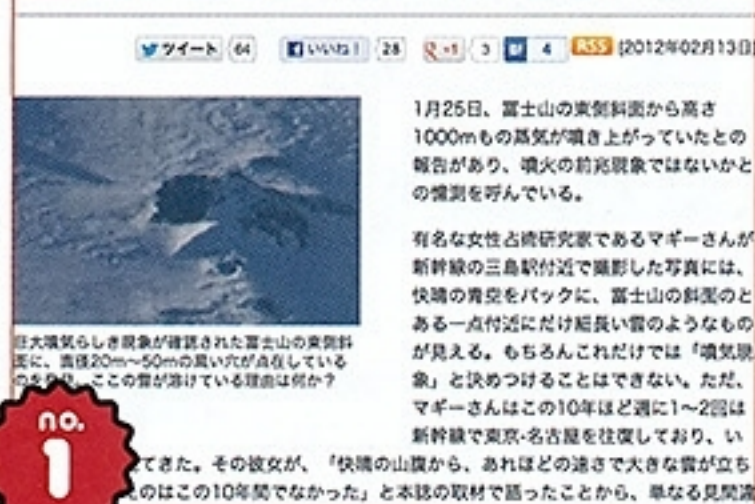 ツイート 64 いいね! 28 +1 3 B! 4 RSS [2012年02月13日]
1月25日、富士山の東側斜面から高さ
1000mもの蒸気が噴き上がっていたとの
報告があり、噴火の前兆現象ではないかと
の憶測を呼んでいる。
有名な女性占術研究家であるマギーさんが
新幹線の三島駅付近で撮影した写真には、
快晴の青空をバックに、富士山の斜面のと
ある一点付近にだけ細長い雲のようなもの
が見える。もちろんこれだけでは「噴気現
象」と決めつけることはできない。ただ、
マギーさんはこの10年ほど週に1〜2回は
新幹線で東京-名古屋を往復しており、い
てきた。その彼女が、「快晴の山腹から、あれほどの速さで大きな雲が立ち
のはこの10年間でなかった」と本誌の取材で語ったことから、単なる見間
巨大噴気らしき現象が確認された富士山の東側斜
面に、直径20m〜50mの黒い穴が点在している
のを発見。ここの雪が溶けている理由は何か?
no.
1